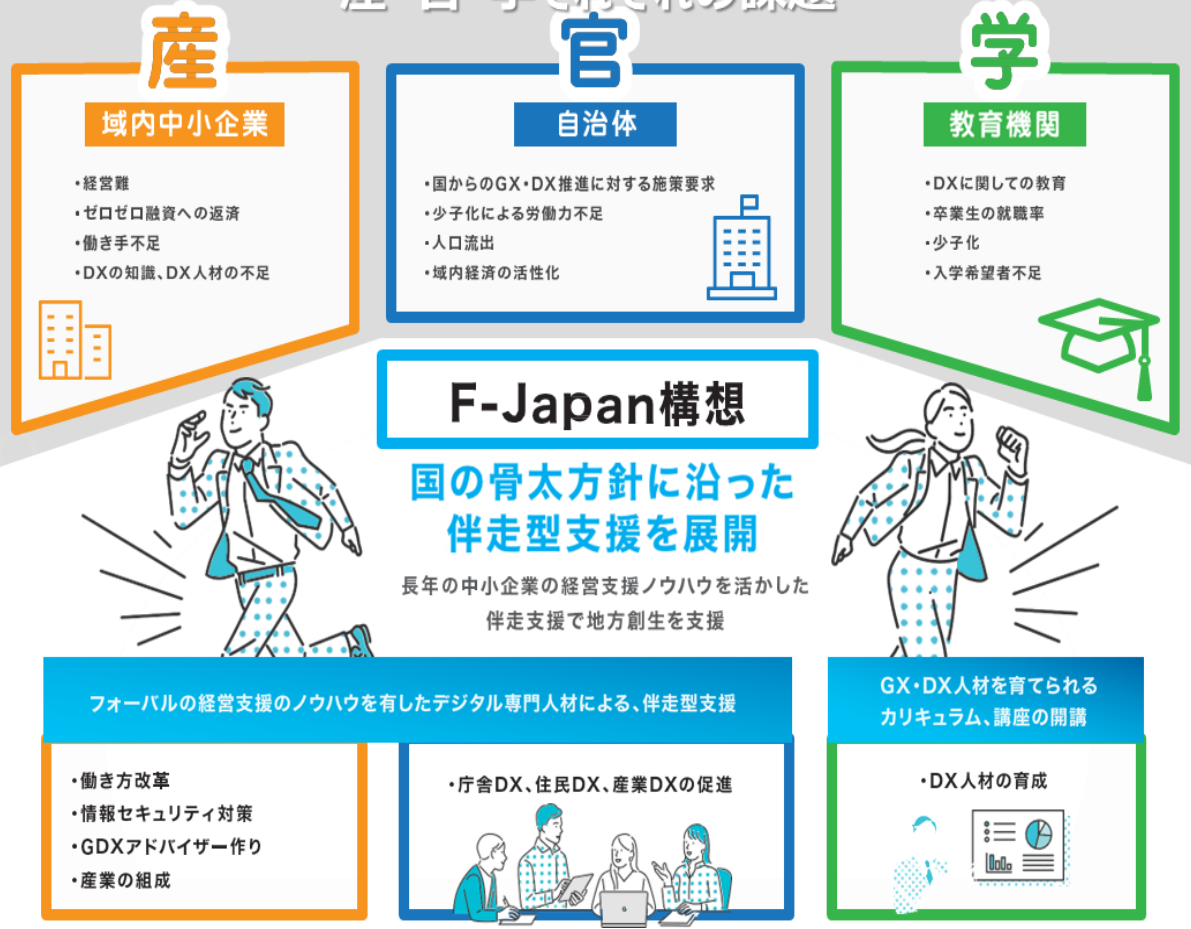 産・官・学それぞれの課題
産
域内中小企業
・経営難
・ゼロゼロ融資への返済
・働き手不足
・DXの知識、DX人材の不足
官
自治体
・国からのGX・DX推進に対する施策要求
・少子化による労働力不足
・人口流出
・域内経済の活性化
学
教育機関
・DXに関しての教育
・卒業生の就職率
・少子化
・入学希望者不足
F-Japan構想
国の骨太方針に沿った
伴走型支援を展開
長年の中小企業の経営支援ノウハウを活かした
伴走支援で地方創生を支援
フォーバルの経営支援のノウハウを有したデジタル専門人材による、伴走型支援
・働き方改革
・情報セキュリティ対策
・GDXアドバイザー作り
・産業の組成
・庁舎DX、住民DX、産業DXの促進
GX・DX人材を育てられる
カリキュラム、講座の開講
・DX人材の育成